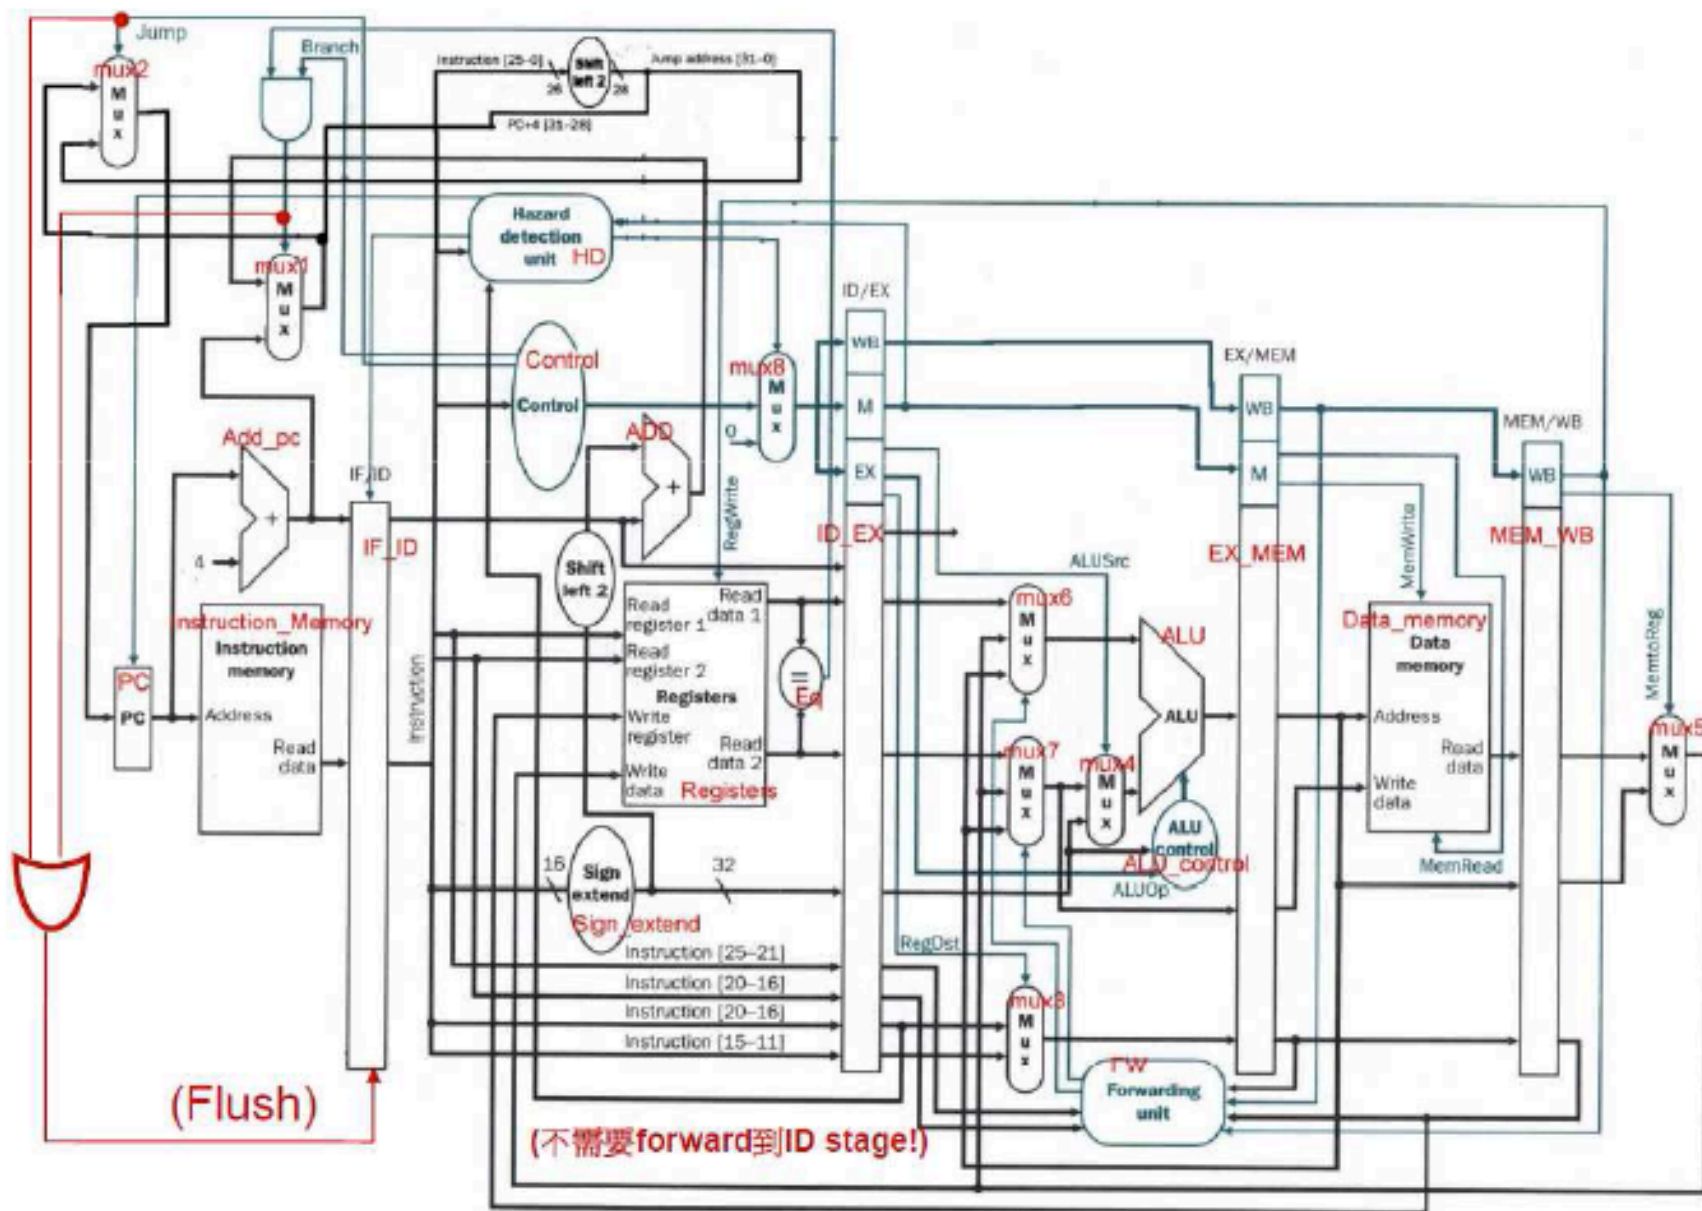 Jump
mux2
M
u
x
Branch
Instruction [25–0]
26
Shift
left 2
28
Jump address [31–0]
PC+4 [31–28]
mux1
M
u
x
Hazard
detection
unit
HD
Control
Control
mux8
M
u
x
0
ID/EX
WB
M
EX
EX/MEM
WB
M
MEM/WB
WB
Add_pc
+
4
IF/ID
IF_ID
ADD
+
Shift
left 2
RegWrite
ID_EX
EX_MEM
MEM_WB
ALUSrc
MemWrite
MemtoReg
PC
PC
Instruction_Memory
Instruction
memory
Address
Read
data
Instruction
Read
register 1
Read
data 1
Read
register 2
Registers
Write
register
Read
data 2
Write
data
Registers
=
Eq
mux6
M
u
x
mux7
M
u
x
mux4
M
u
x
ALU
ALU
ALU
control
ALU_control
ALUOp
Data_memory
Data
memory
Address
Read
data
Write
data
MemRead
mux5
M
u
x
16
Sign
extend
Sign_extend
32
Instruction [25–21]
Instruction [20–16]
Instruction [20–16]
Instruction [15–11]
RegDst
mux3
M
u
x
FW
Forwarding
unit
(Flush)
(不需要forward到ID stage!)